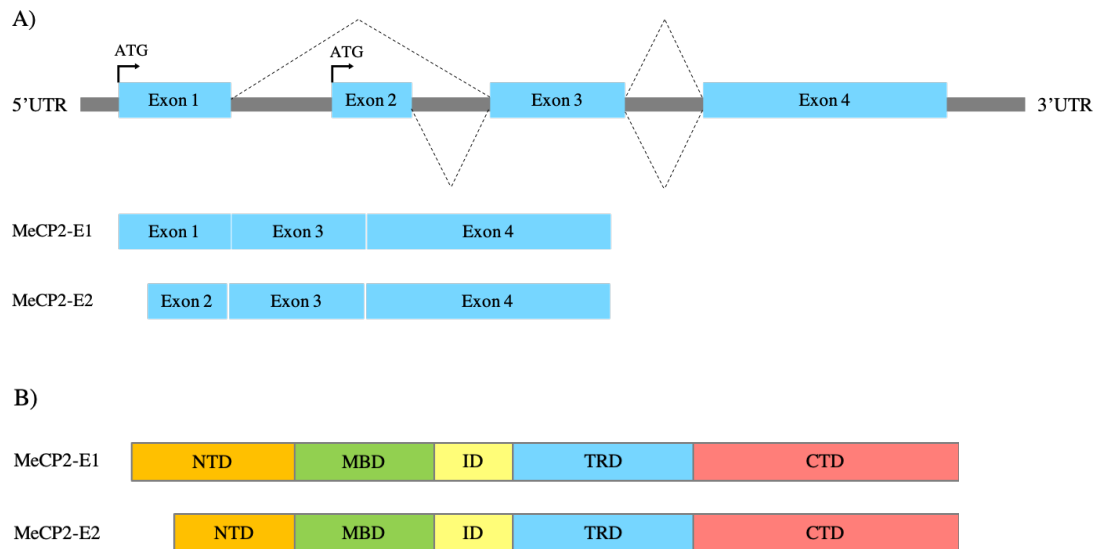 A)
ATG ATG
5’UTR Exon 1 Exon 2 Exon 3 Exon 4 3’UTR
MeCP2-E1 Exon 1 Exon 3 Exon 4
MeCP2-E2 Exon 2 Exon 3 Exon 4
B)
MeCP2-E1 NTD MBD ID TRD CTD
MeCP2-E2 NTD MBD ID TRD CTD